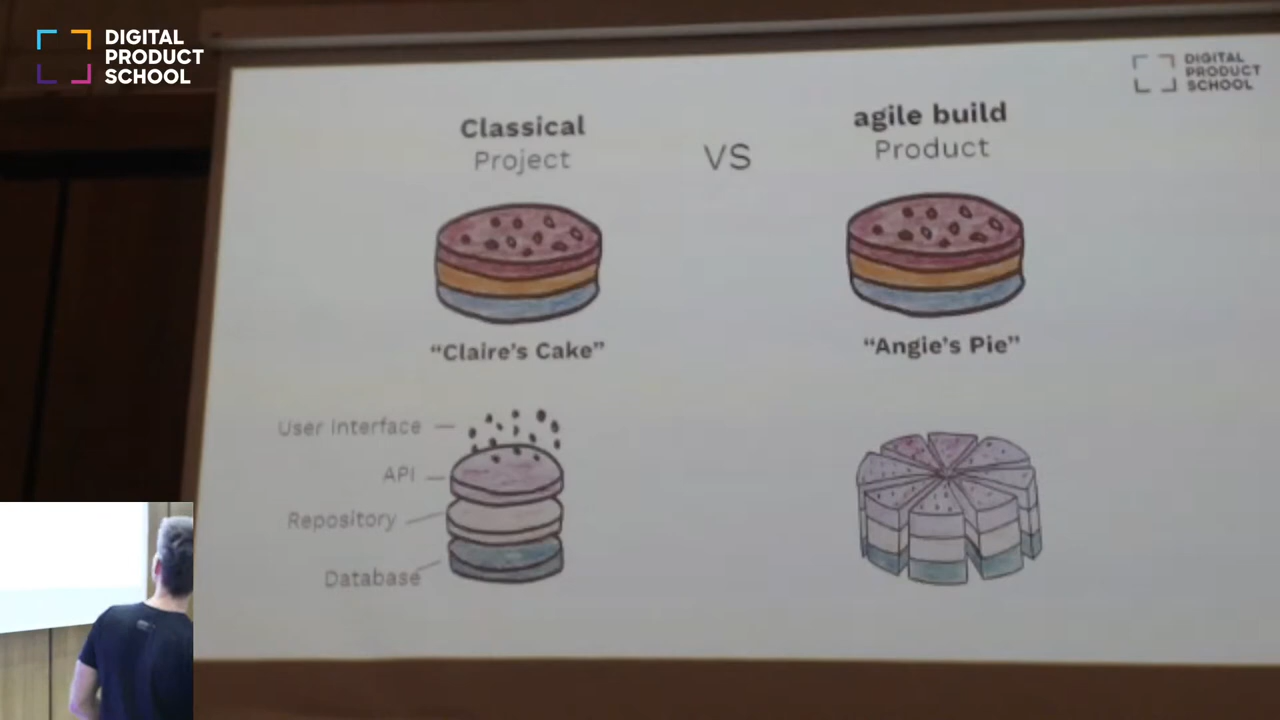 DIGITAL
PRODUCT
SCHOOL
DIGITAL
PRODUCT
SCHOOL
Classical
Project
VS
agile build
Product
“Claire’s Cake”
“Angie’s Pie”
User Interface
API
Repository
Database